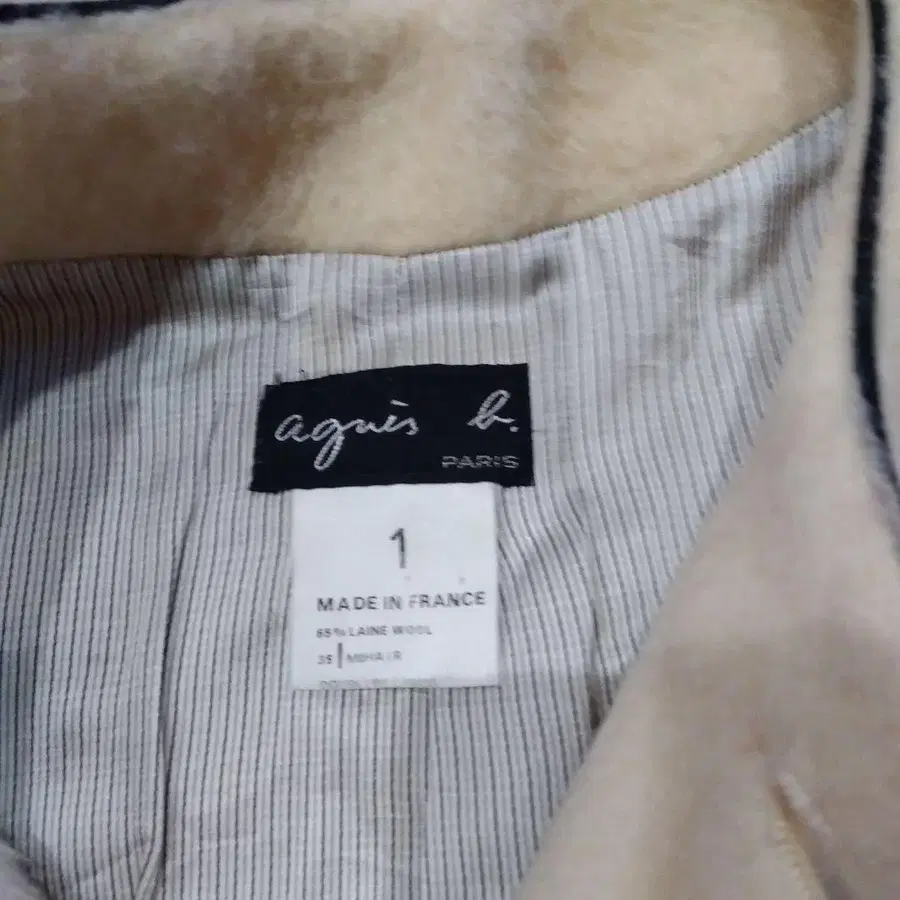 agnès b.
PARIS
1
MADE IN FRANCE
65% LAINE WOOL
35 MOHAIR